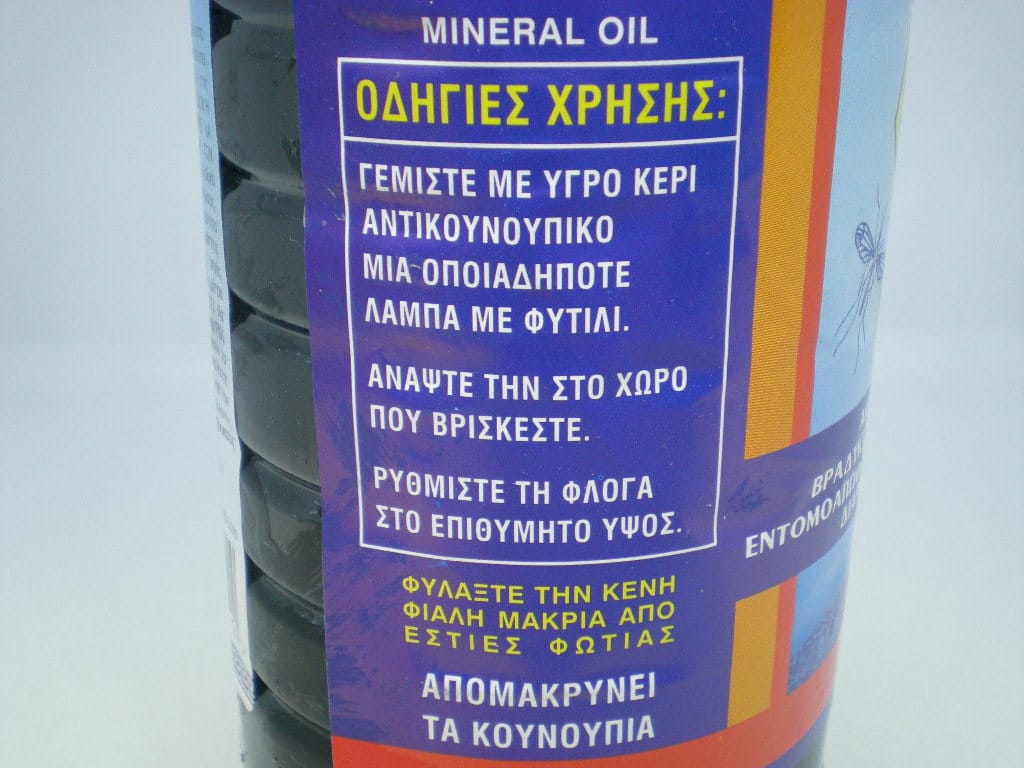 MINERAL OIL
ΟΔΗΓΙΕΣ ΧΡΗΣΗΣ:
ΓΕΜΙΣΤΕ ΜΕ ΥΓΡΟ ΚΕΡΙ
ΑΝΤΙΚΟΥΝΟΥΠΙΚΟ
ΜΙΑ ΟΠΟΙΑΔΗΠΟΤΕ
ΛΑΜΠΑ ΜΕ ΦΥΤΙΛΙ.
ΑΝΑΨΤΕ ΤΗΝ ΣΤΟ ΧΩΡΟ
ΠΟΥ ΒΡΙΣΚΕΣΤΕ.
ΡΥΘΜΙΣΤΕ ΤΗ ΦΛΟΓΑ
ΣΤΟ ΕΠΙΘΥΜΗΤΟ ΥΨΟΣ.
ΦΥΛΑΞΤΕ ΤΗΝ ΚΕΝΗ
ΦΙΑΛΗ ΜΑΚΡΙΑ ΑΠΟ
ΕΣΤΙΕΣ ΦΩΤΙΑΣ
ΑΠΟΜΑΚΡΥΝΕΙ
ΤΑ ΚΟΥΝΟΥΠΙΑ